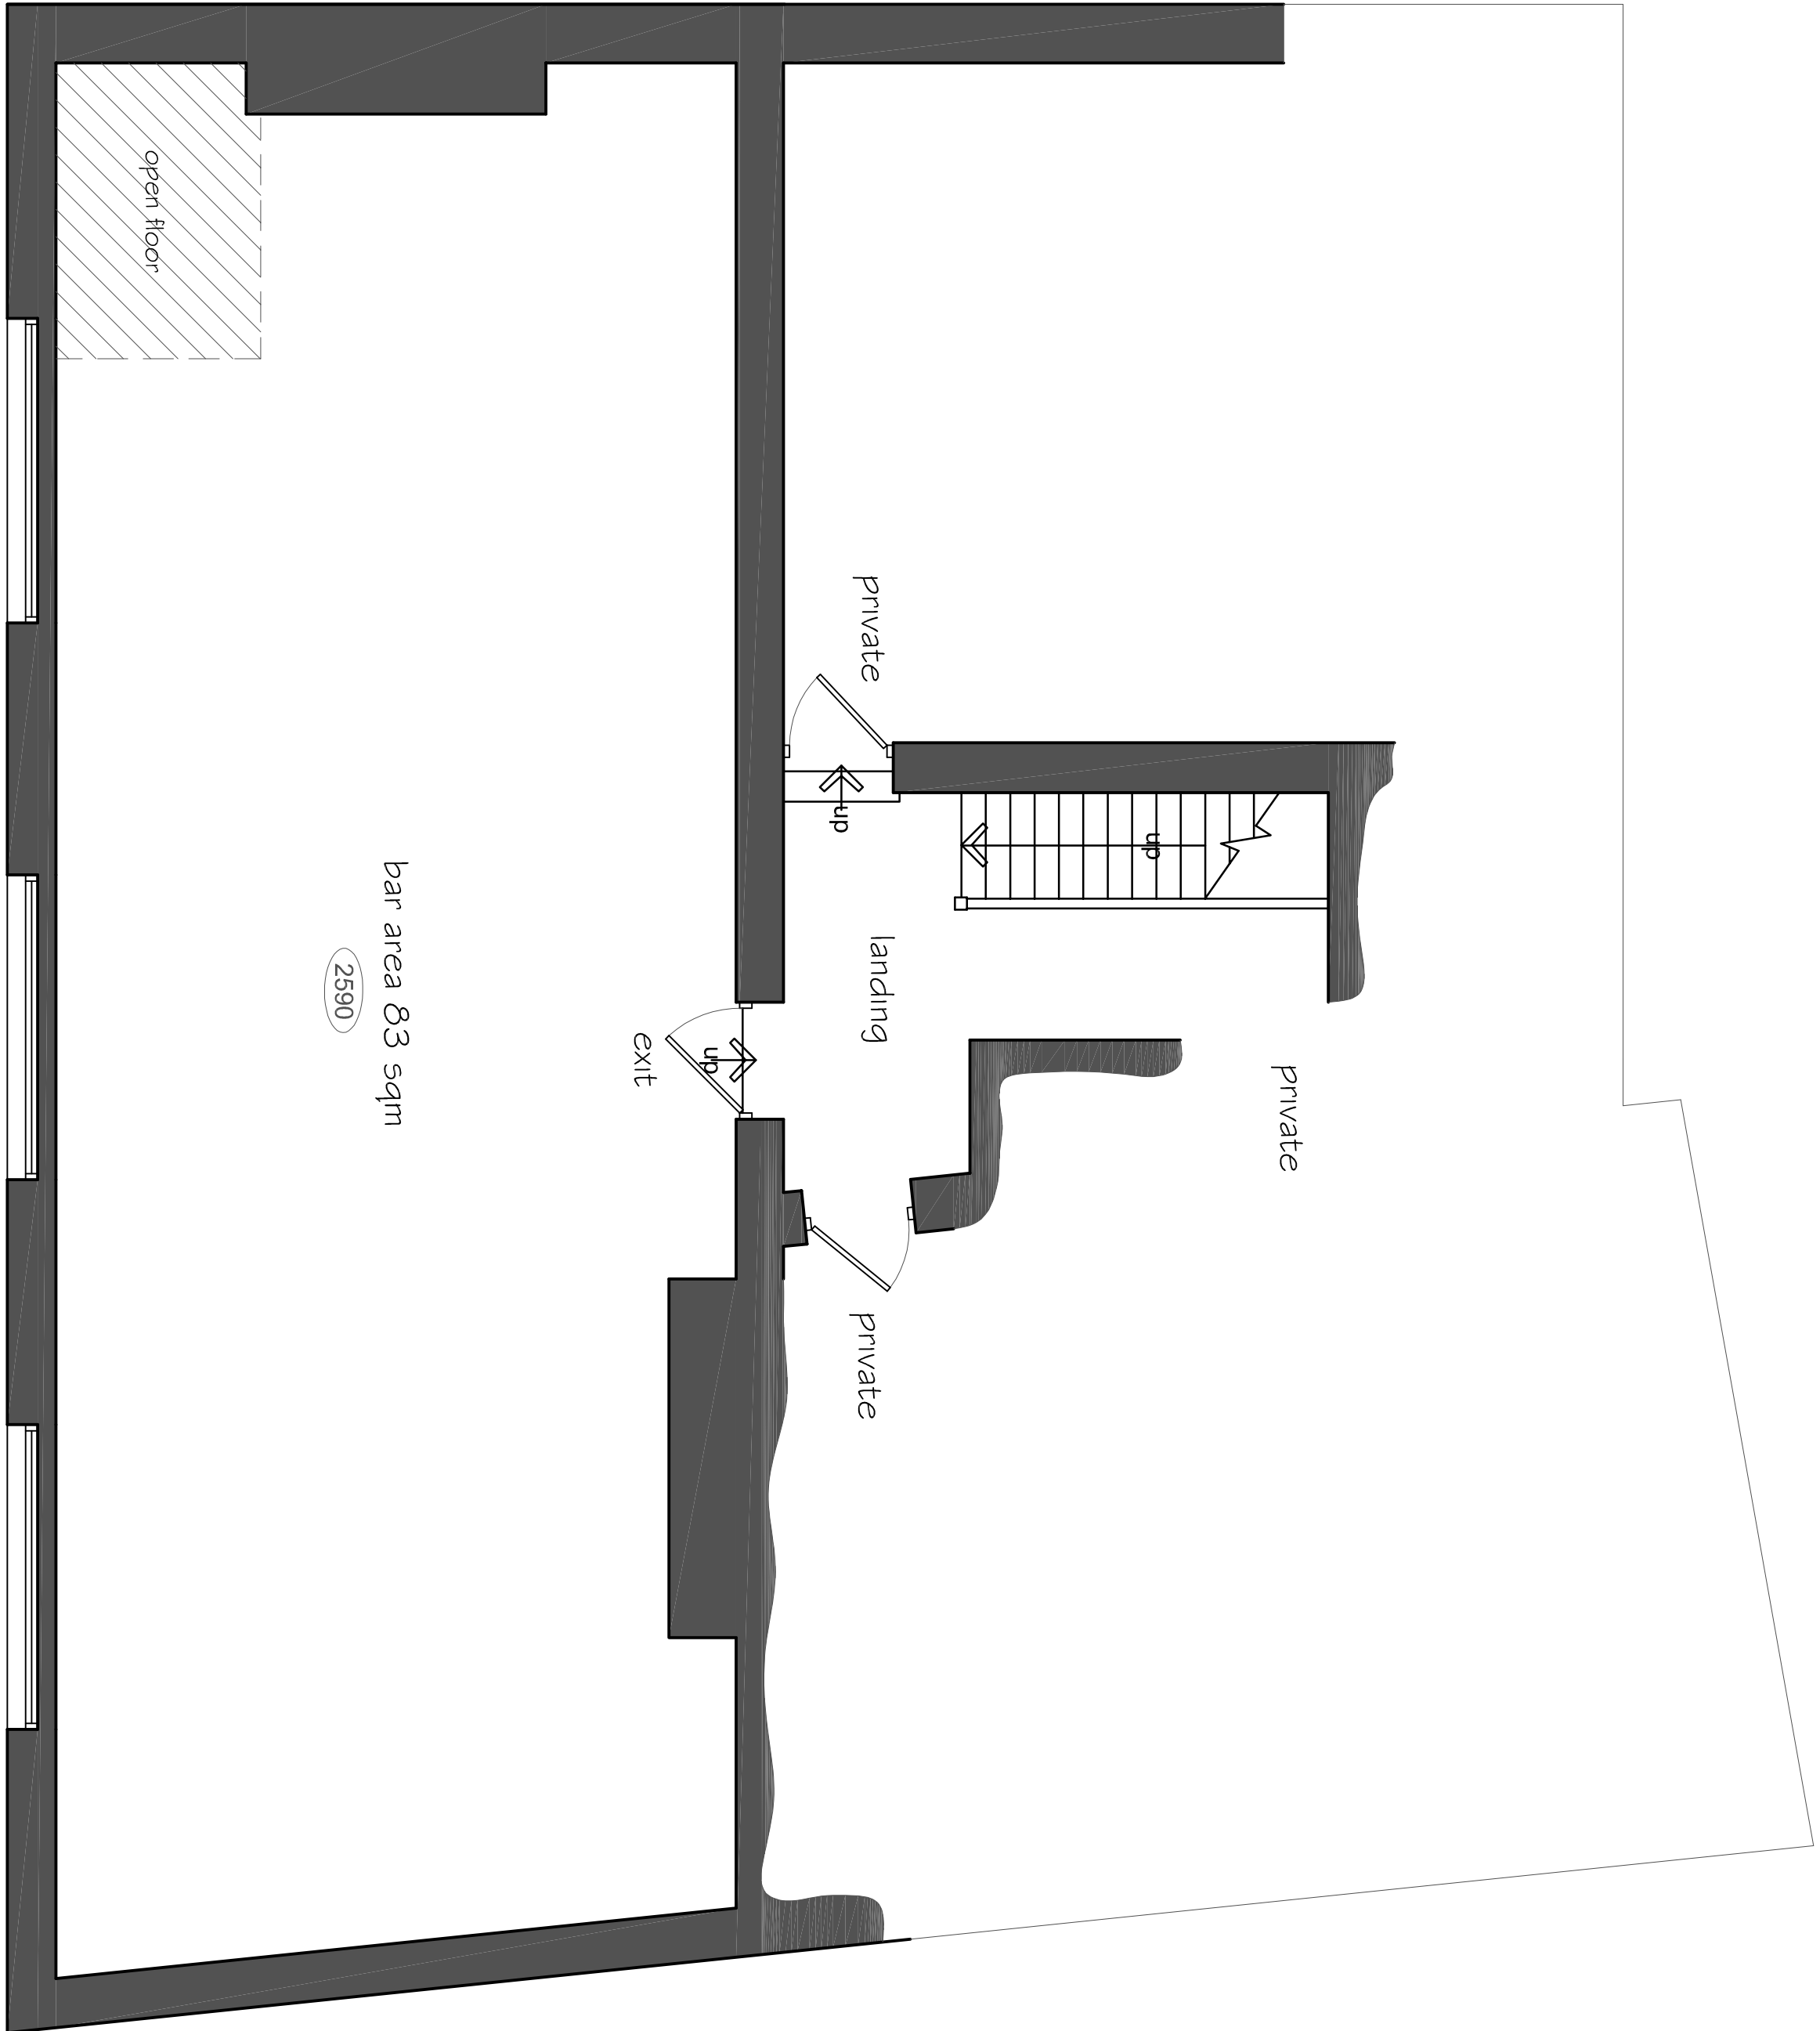 open floor
private
up
up
bar area 83 sqm
2590
landing
exit
up
private
private